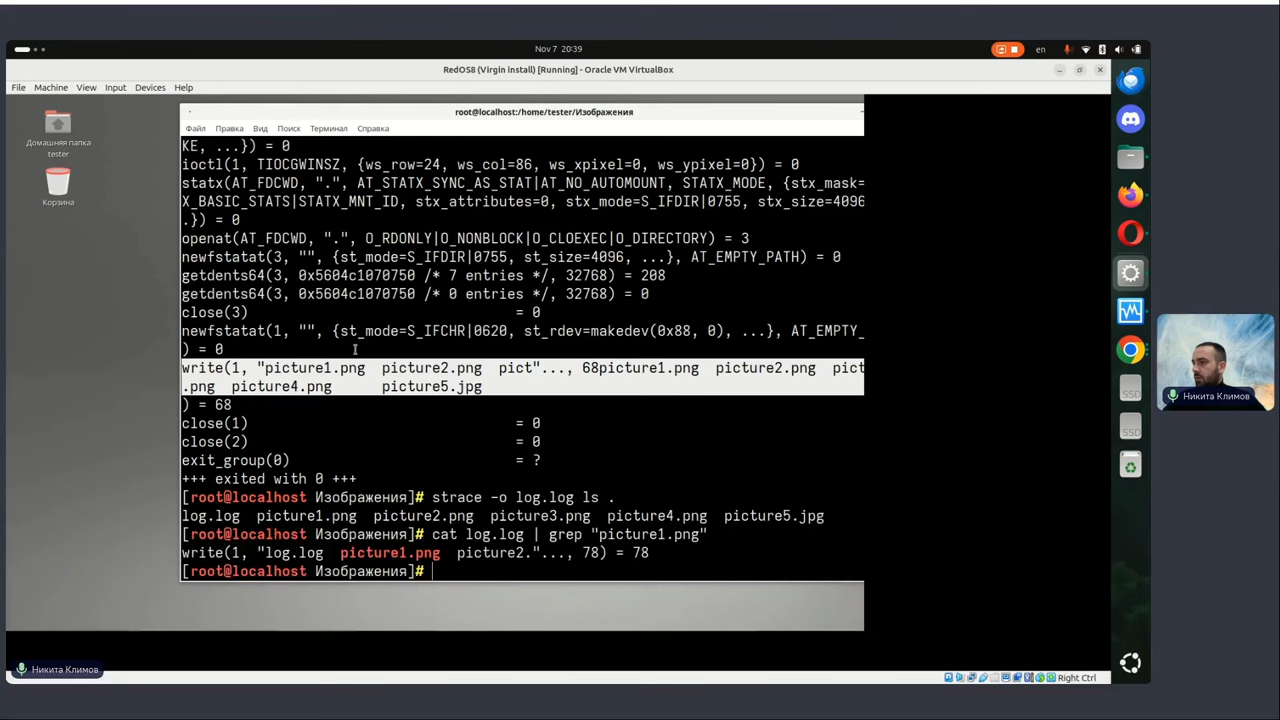 Nov 7 20:39
en
RedOS8 (Virgin install) [Running] - Oracle VM VirtualBox
File Machine View Input Devices Help
root@localhost:/home/tester/Изображения
Файл Правка Вид Поиск Терминал Справка
Домашняя папка
tester
Корзина
KE, ...}) = 0
ioctl(1, TIOCGWINSZ, {ws_row=24, ws_col=86, ws_xpixel=0, ws_ypixel=0}) = 0
statx(AT_FDCWD, ".", AT_STATX_SYNC_AS_STAT|AT_NO_AUTOMOUNT, STATX_MODE, {stx_mask=
X_BASIC_STATS|STATX_MNT_ID, stx_attributes=0, stx_mode=S_IFDIR|0755, stx_size=4096
.}) = 0
openat(AT_FDCWD, ".", O_RDONLY|O_NONBLOCK|O_CLOEXEC|O_DIRECTORY) = 3
newfstatat(3, "", {st_mode=S_IFDIR|0755, st_size=4096, ...}, AT_EMPTY_PATH) = 0
getdents64(3, 0x5604c1070750 /* 7 entries */, 32768) = 208
getdents64(3, 0x5604c1070750 /* 0 entries */, 32768) = 0
close(3) = 0
newfstatat(1, "", {st_mode=S_IFCHR|0620, st_rdev=makedev(0x88, 0), ...}, AT_EMPTY_
) = 0
write(1, "picture1.png picture2.png pict"..., 68picture1.png picture2.png pict
.png picture4.png picture5.jpg
) = 68
close(1) = 0
close(2) = 0
exit_group(0) = ?
+++ exited with 0 +++
[root@localhost Изображения]# strace -o log.log ls .
log.log picture1.png picture2.png picture3.png picture4.png picture5.jpg
[root@localhost Изображения]# cat log.log | grep "picture1.png"
write(1, "log.log picture1.png picture2."..., 78) = 78
[root@localhost Изображения]#
SSD
SSD
Никита Климов
Никита Климов
Right Ctrl